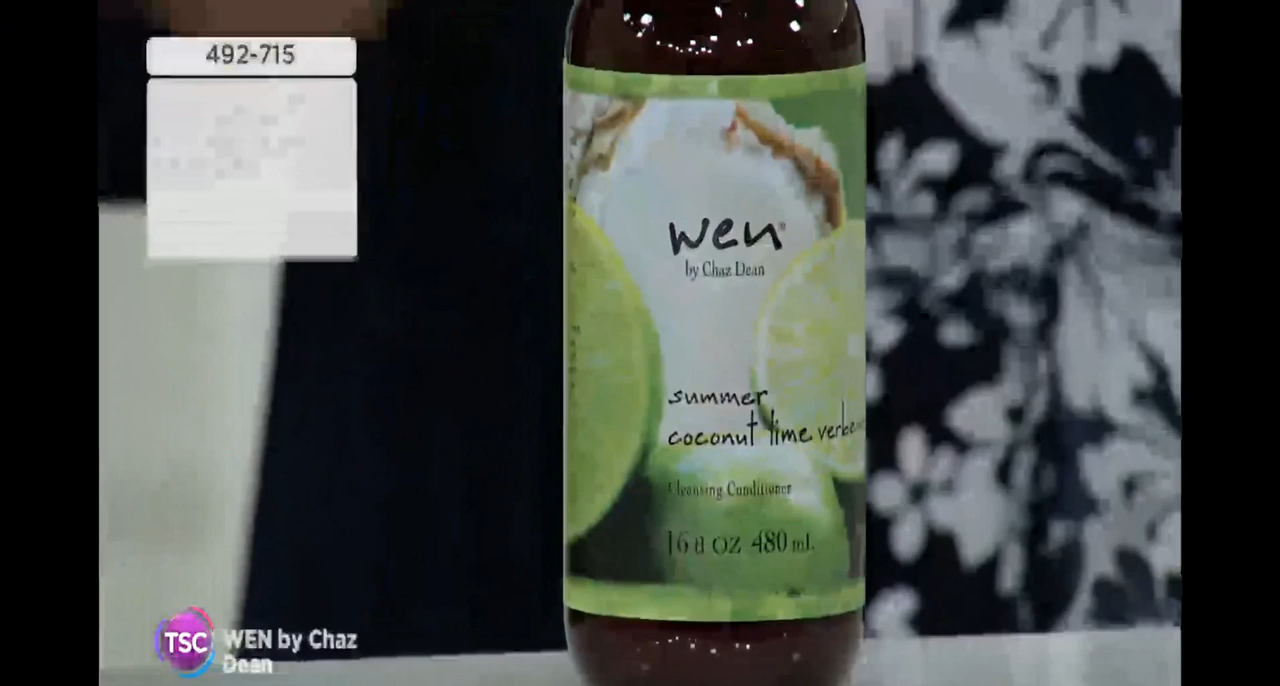 492-715
wen
by Chaz Dean
summer
coconut lime
Cleansing Conditioner
16 fl OZ 480 mL
TSC
WEN by Chaz
Dean